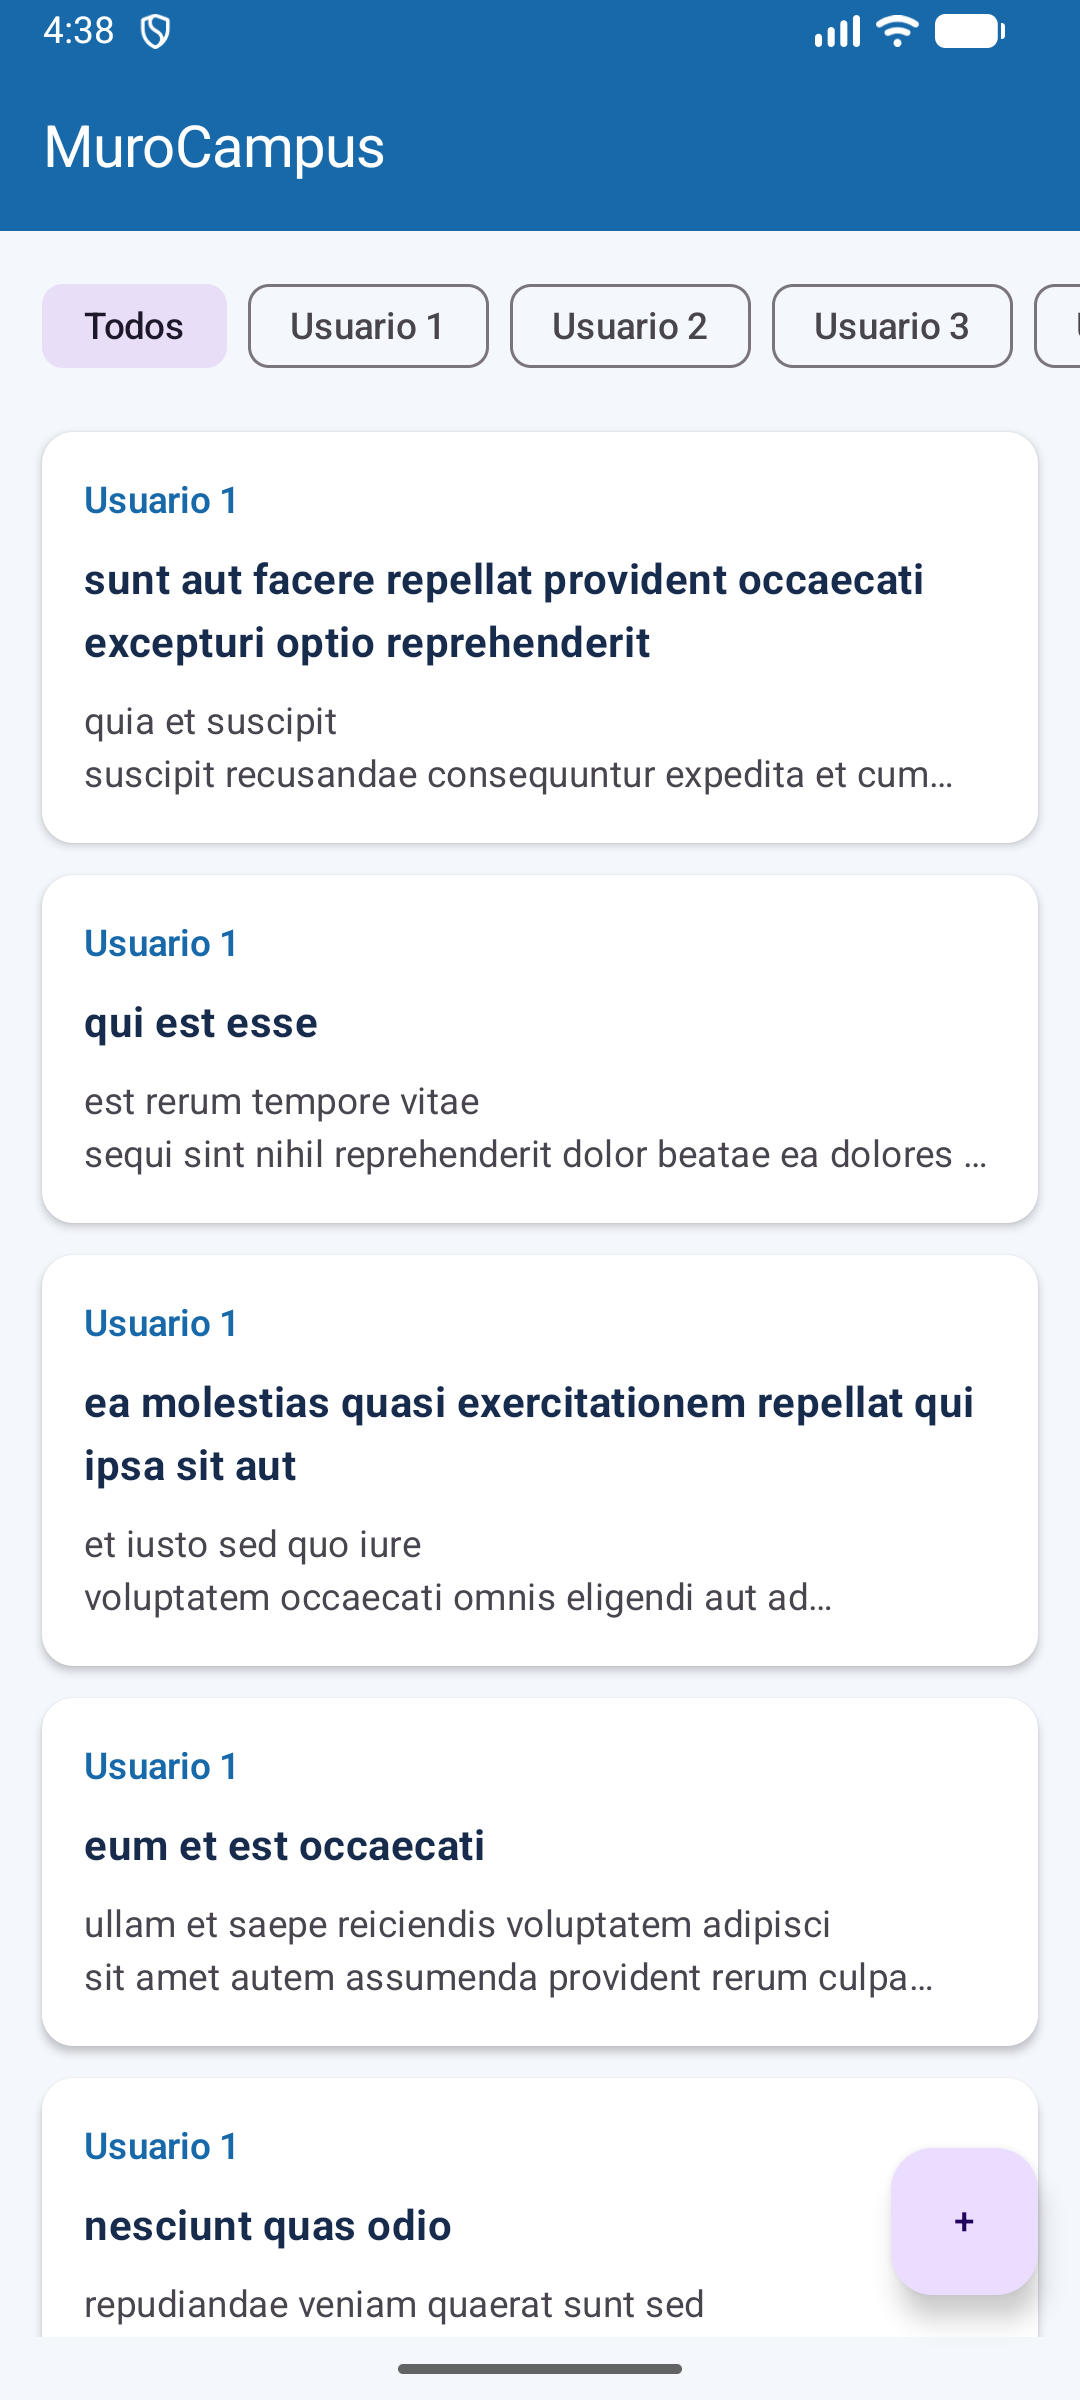 4:38
MuroCampus
Todos
Usuario 1
Usuario 2
Usuario 3
Usuario 1
sunt aut facere repellat provident occaecati
excepturi optio reprehenderit
quia et suscipit
suscipit recusandae consequuntur expedita et cum…
Usuario 1
qui est esse
est rerum tempore vitae
sequi sint nihil reprehenderit dolor beatae ea dolores …
Usuario 1
ea molestias quasi exercitationem repellat qui
ipsa sit aut
et iusto sed quo iure
voluptatem occaecati omnis eligendi aut ad…
Usuario 1
eum et est occaecati
ullam et saepe reiciendis voluptatem adipisci
sit amet autem assumenda provident rerum culpa…
Usuario 1
nesciunt quas odio
+
repudiandae veniam quaerat sunt sed